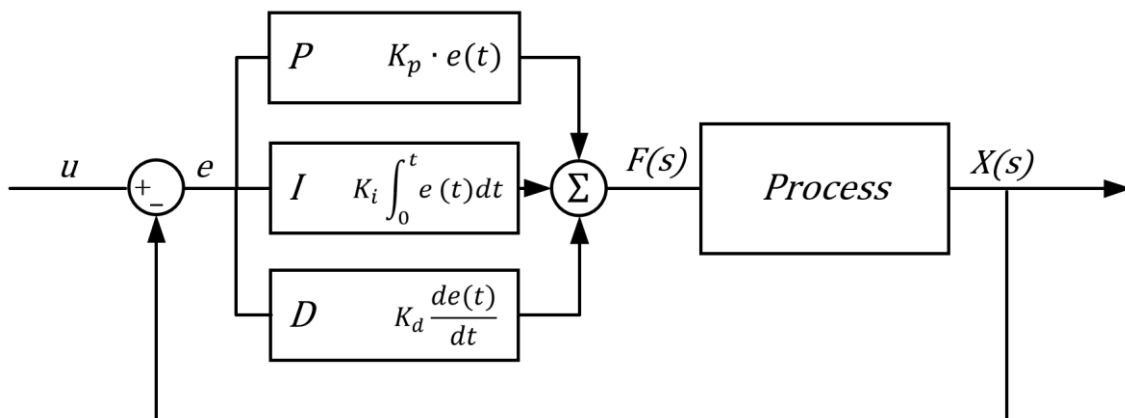 P K_p · e(t)
u
+
−
e
I K_i ∫_0^t e (t)dt
Σ
F(s)
Process
X(s)
D K_d de(t)/dt